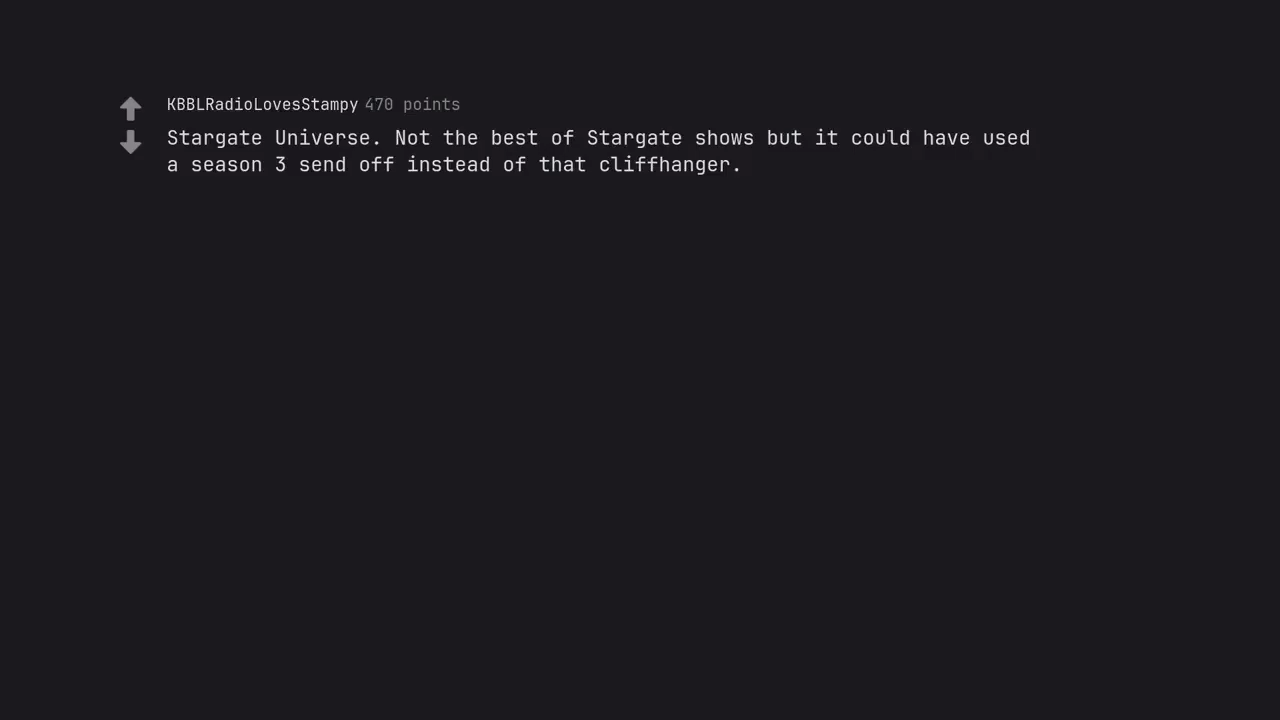 KBBLRadioLovesStampy 470 points
Stargate Universe. Not the best of Stargate shows but it could have used
a season 3 send off instead of that cliffhanger.